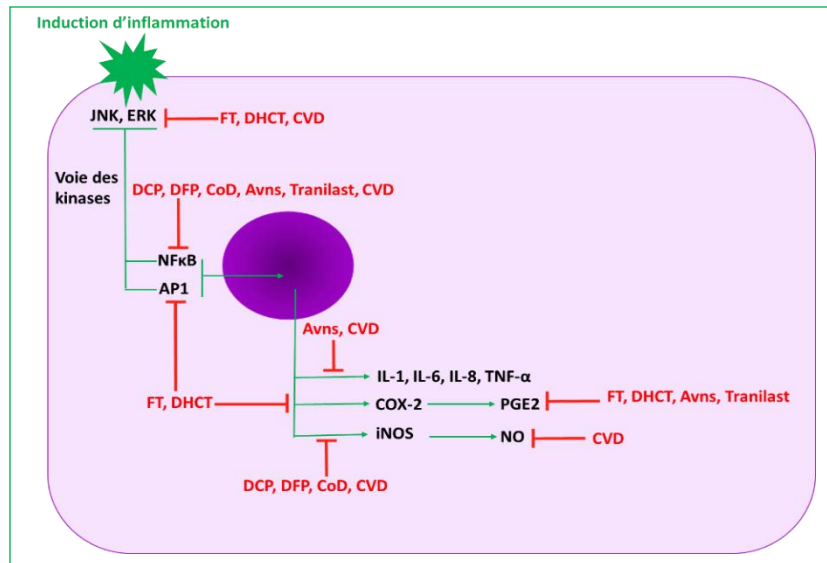 Induction d'inflammation
JNK, ERK
FT, DHCT, CVD
Voie des
kinases
DCP, DFP, CoD, Avns, Tranilast, CVD
NFκB
AP1
Avns, CVD
IL-1, IL-6, IL-8, TNF-α
FT, DHCT
COX-2
PGE2
FT, DHCT, Avns, Tranilast
iNOS
NO
CVD
DCP, DFP, CoD, CVD